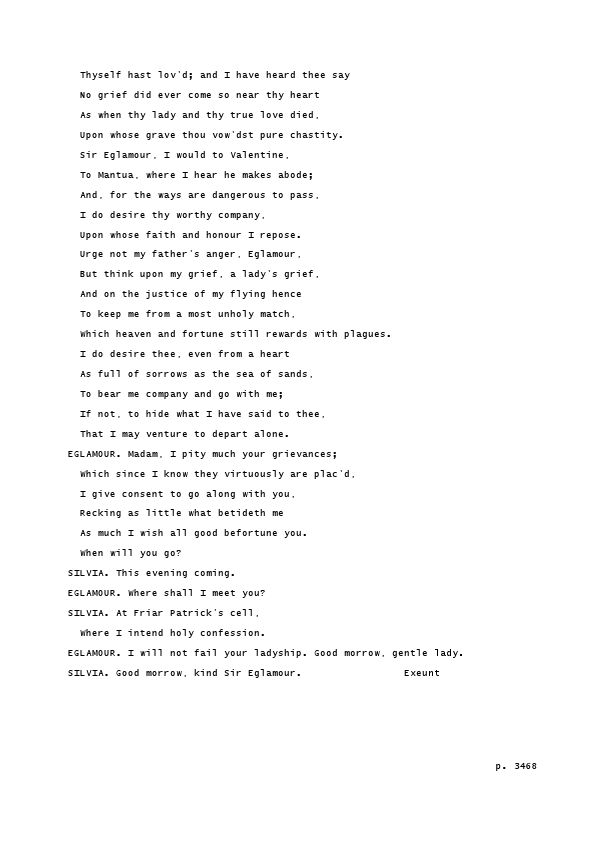 Thyself hast lov'd; and I have heard thee say
No grief did ever come so near thy heart
As when thy lady and thy true love died,
Upon whose grave thou vow'dst pure chastity.
Sir Eglamour, I would to Valentine,
To Mantua, where I hear he makes abode;
And, for the ways are dangerous to pass,
I do desire thy worthy company,
Upon whose faith and honour I repose.
Urge not my father's anger, Eglamour,
But think upon my grief, a lady's grief,
And on the justice of my flying hence
To keep me from a most unholy match,
Which heaven and fortune still rewards with plagues.
I do desire thee, even from a heart
As full of sorrows as the sea of sands,
To bear me company and go with me;
If not, to hide what I have said to thee,
That I may venture to depart alone.
EGLAMOUR. Madam, I pity much your grievances;
Which since I know they virtuously are plac'd,
I give consent to go along with you,
Recking as little what betideth me
As much I wish all good befortune you.
When will you go?
SILVIA. This evening coming.
EGLAMOUR. Where shall I meet you?
SILVIA. At Friar Patrick's cell,
Where I intend holy confession.
EGLAMOUR. I will not fail your ladyship. Good morrow, gentle lady.
SILVIA. Good morrow, kind Sir Eglamour. Exeunt
p. 3468